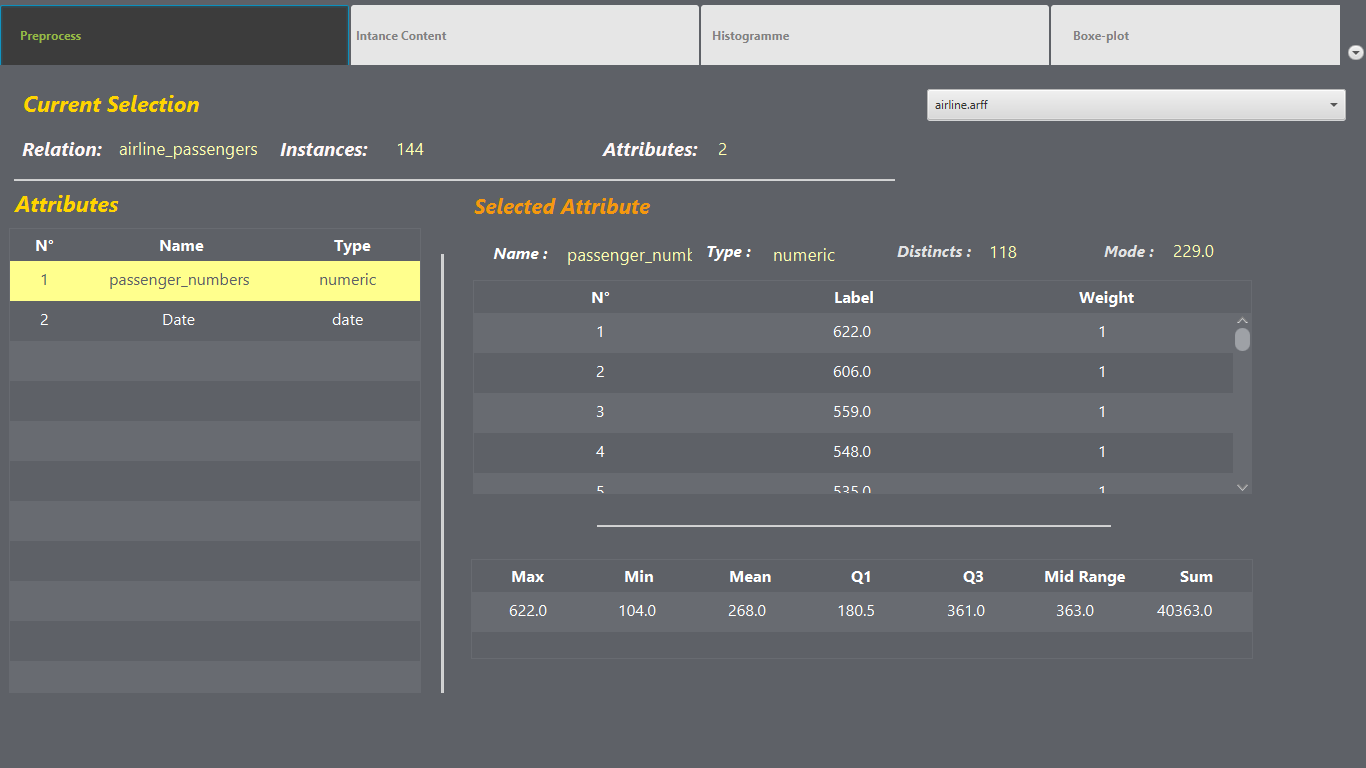 Preprocess Intance Content Histogramme Boxe-plot
Current Selection airline.arff
Relation: airline_passengers Instances: 144 Attributes: 2
Attributes Selected Attribute
N° Name Type
1 passenger_numbers numeric
2 Date date
Name : passenger_numb Type : numeric Distincts : 118 Mode : 229.0
N° Label Weight
1 622.0 1
2 606.0 1
3 559.0 1
4 548.0 1
5 535.0 1
Max Min Mean Q1 Q3 Mid Range Sum
622.0 104.0 268.0 180.5 361.0 363.0 40363.0